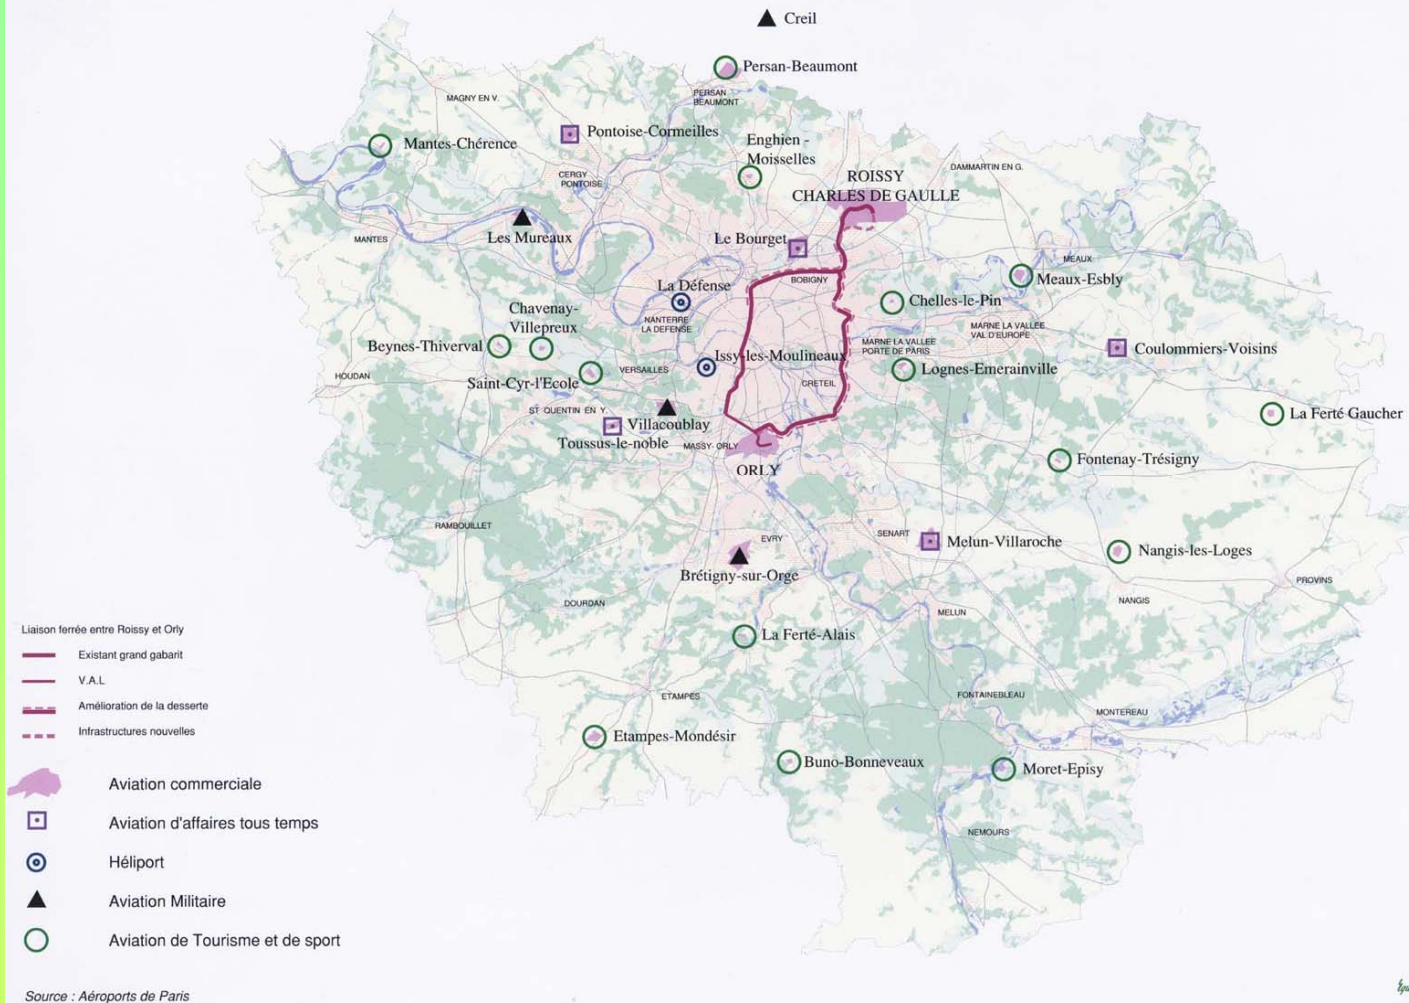 Creil
Persan-Beaumont
MAGNY EN V.
PERSAN
BEAUMONT
Pontoise-Cormeilles
Mantes-Chérence
Enghien -
Moisselles
DAMMARTIN EN G.
CERGY
PONTOISE
ROISSY
CHARLES DE GAULLE
Les Mureaux
MANTES
Le Bourget
MEAUX
Meaux-Esbly
BOBIGNY
La Défense
Chelles-le-Pin
Chavenay-
Villepreux
NANTERRE
LA DEFENSE
MARNE LA VALLEE
VAL D'EUROPE
Beynes-Thiverval
MARNE LA VALLEE
PORTE DE PARIS
Coulommiers-Voisins
Issy-les-Moulineaux
HOUDAN
Saint-Cyr-l'Ecole
VERSAILLES
Lognes-Emerainville
CRETEIL
ST QUENTIN EN Y.
La Ferté Gaucher
Villacoublay
Toussus-le-noble
MASSY- ORLY
Fontenay-Trésigny
ORLY
RAMBOUILLET
SENART
EVRY
Melun-Villaroche
Nangis-les-Loges
Brétigny-sur-Orge
PROVINS
DOURDAN
NANGIS
MELUN
La Ferté-Alais
ETAMPES
FONTAINEBLEAU
MONTEREAU
Etampes-Mondésir
Buno-Bonneveaux
Moret-Episy
NEMOURS
Liaison ferrée entre Roissy et Orly
Existant grand gabarit
V.A.L
Amélioration de la desserte
Infrastructures nouvelles
Aviation commerciale
Aviation d'affaires tous temps
Héliport
Aviation Militaire
Aviation de Tourisme et de sport
Source : Aéroports de Paris